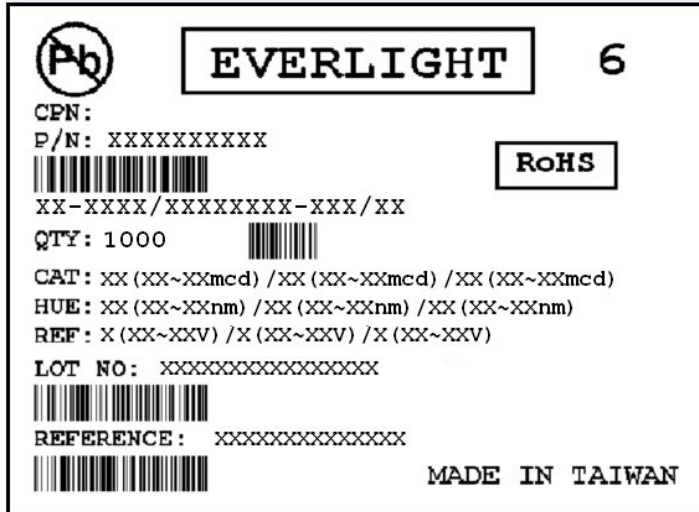 Pb
EVERLIGHT
6
CPN:
P/N: XXXXXXXXXX
RoHS
XX-XXXX/XXXXXXXX-XXX/XX
QTY: 1000
CAT: XX(XX~XXmcd)/XX(XX~XXmcd)/XX(XX~XXmcd)
HUE: XX(XX~XXnm)/XX(XX~XXnm)/XX(XX~XXnm)
REF: X(XX~XXV)/X(XX~XXV)/X(XX~XXV)
LOT NO: XXXXXXXXXXXXXXXX
REFERENCE: XXXXXXXXXXXXXX
MADE IN TAIWAN